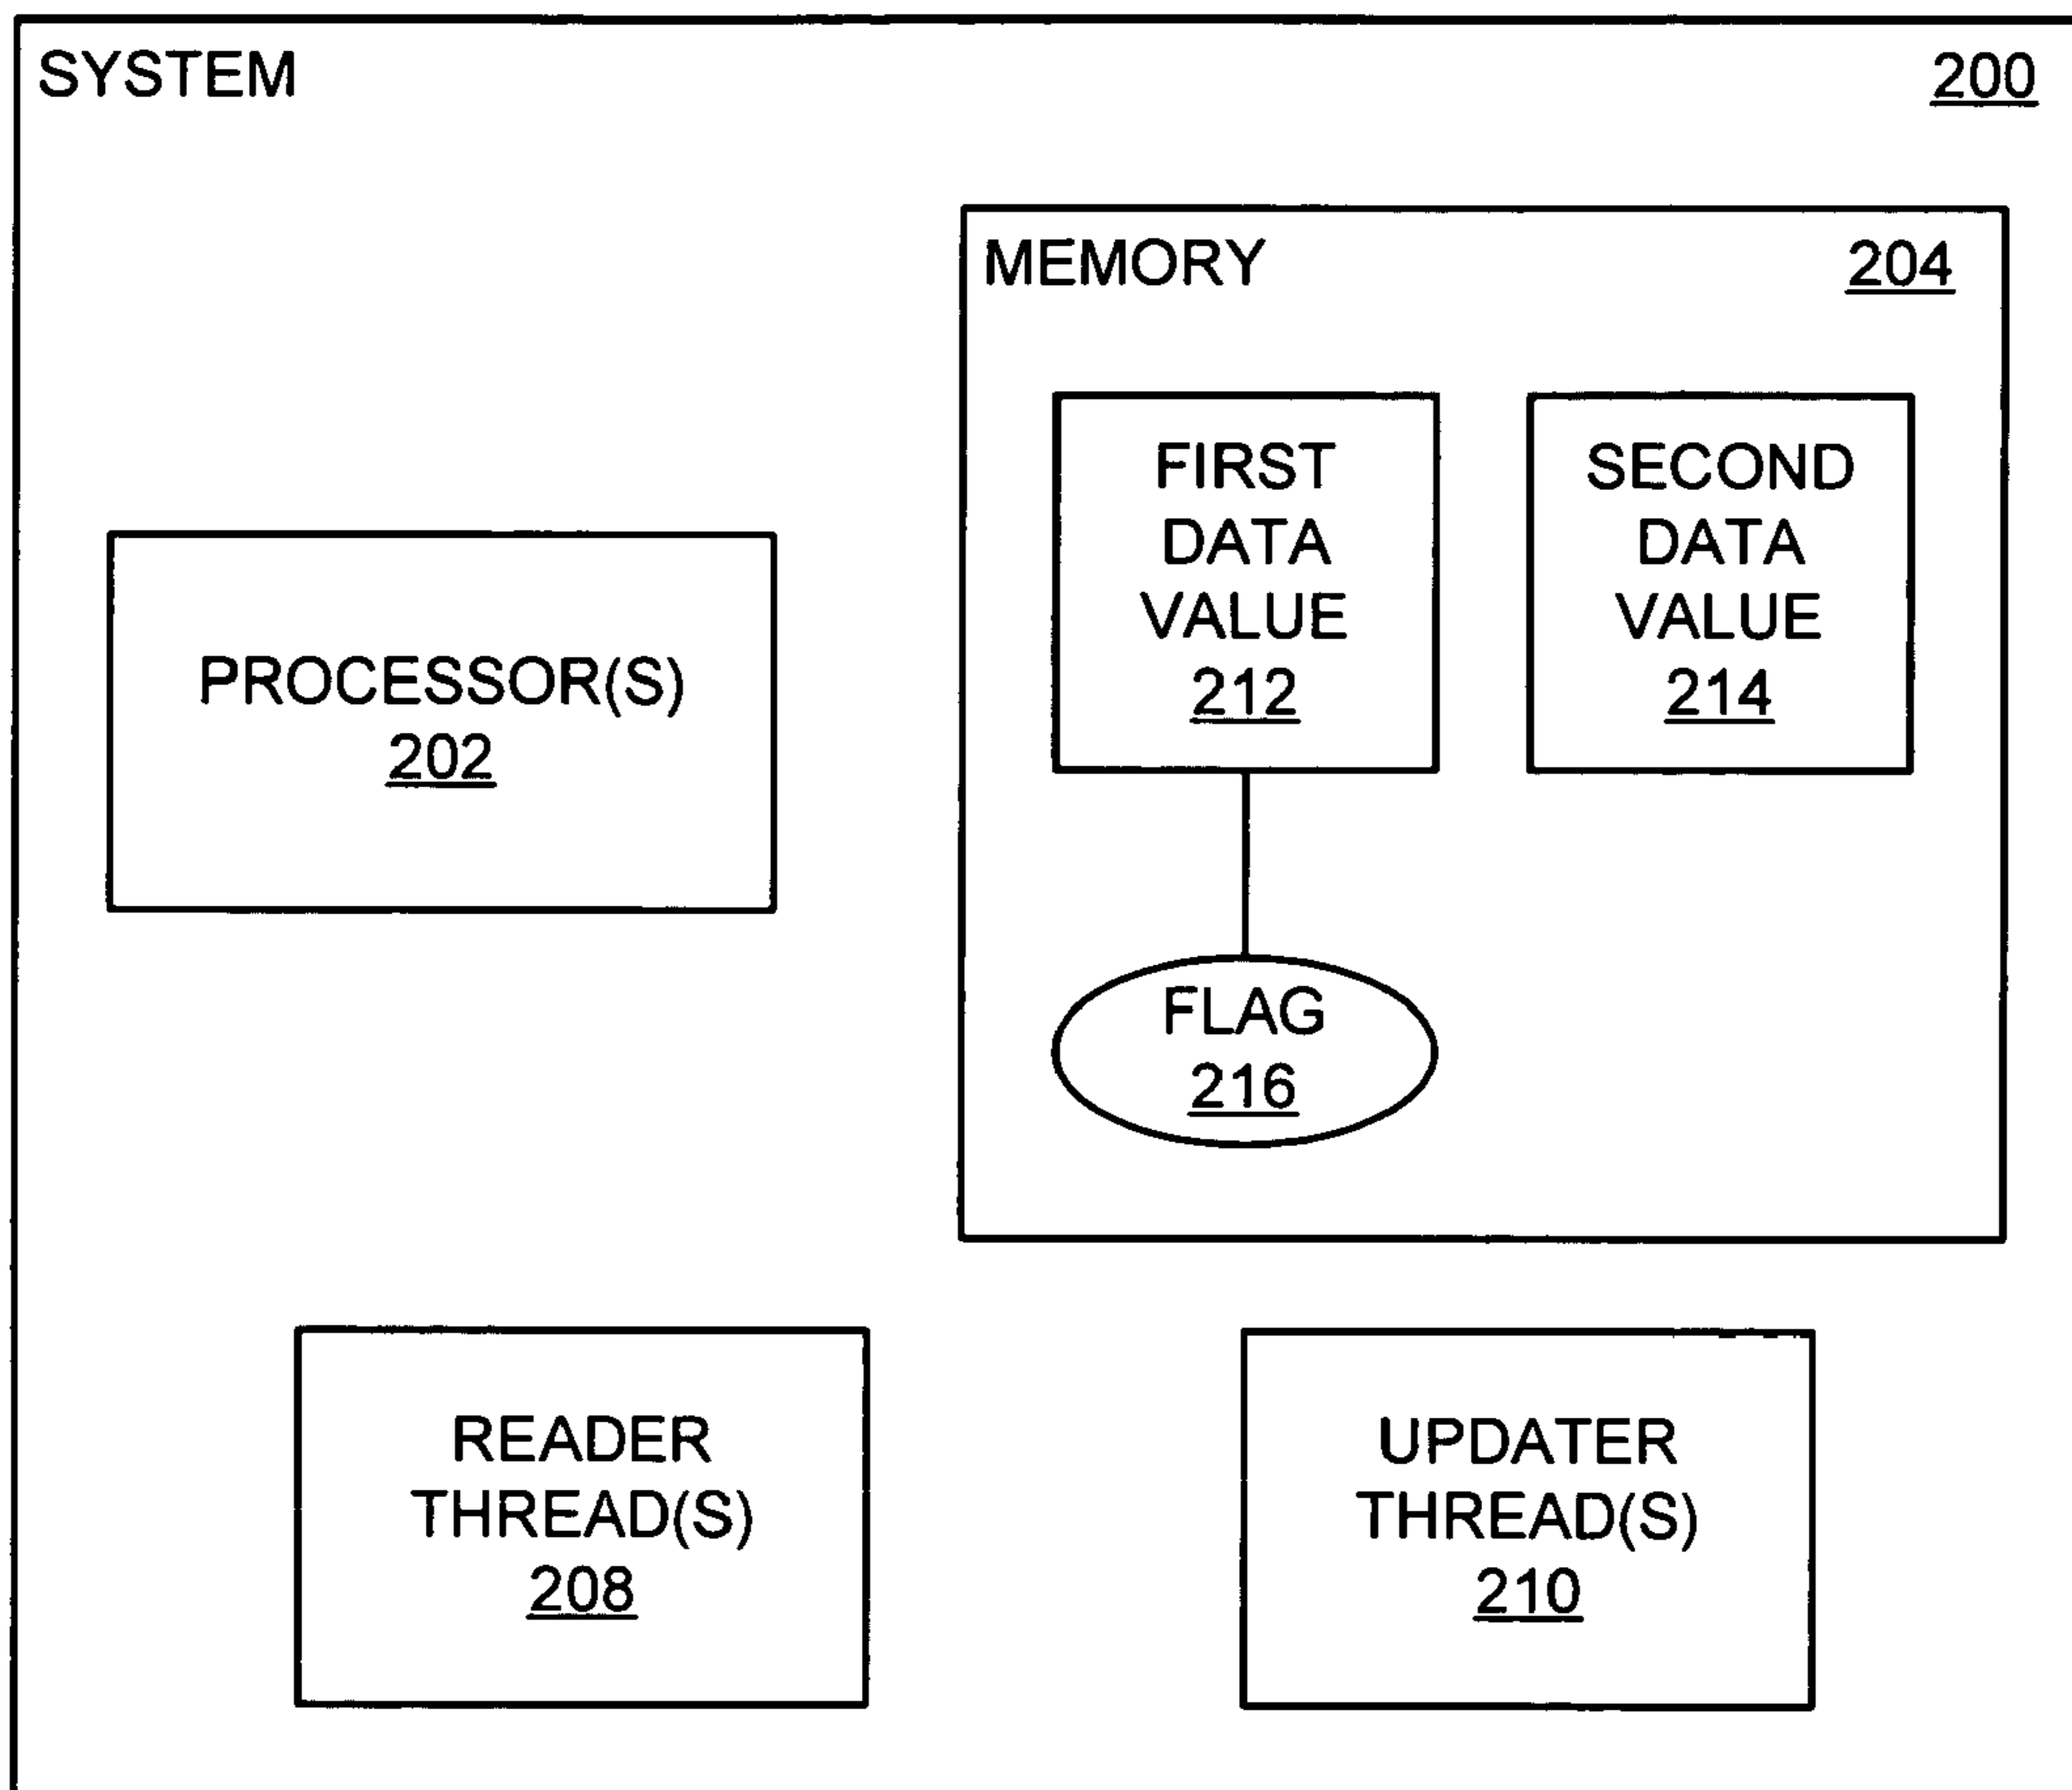 SYSTEM 200
MEMORY 204
FIRST
DATA
VALUE
212
SECOND
DATA
VALUE
214
PROCESSOR(S)
202
FLAG
216
READER
THREAD(S)
208
UPDATER
THREAD(S)
210